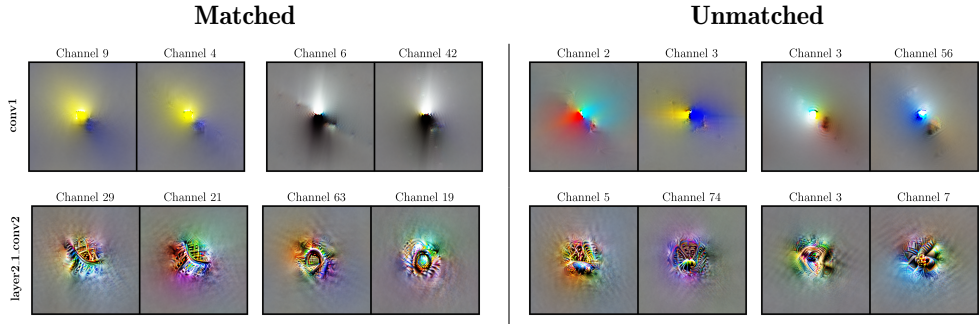 Matched
Unmatched
conv1
Channel 9 Channel 4 Channel 6 Channel 42 Channel 2 Channel 3 Channel 3 Channel 56
layer2.1.conv2
Channel 29 Channel 21 Channel 63 Channel 19 Channel 5 Channel 74 Channel 3 Channel 7